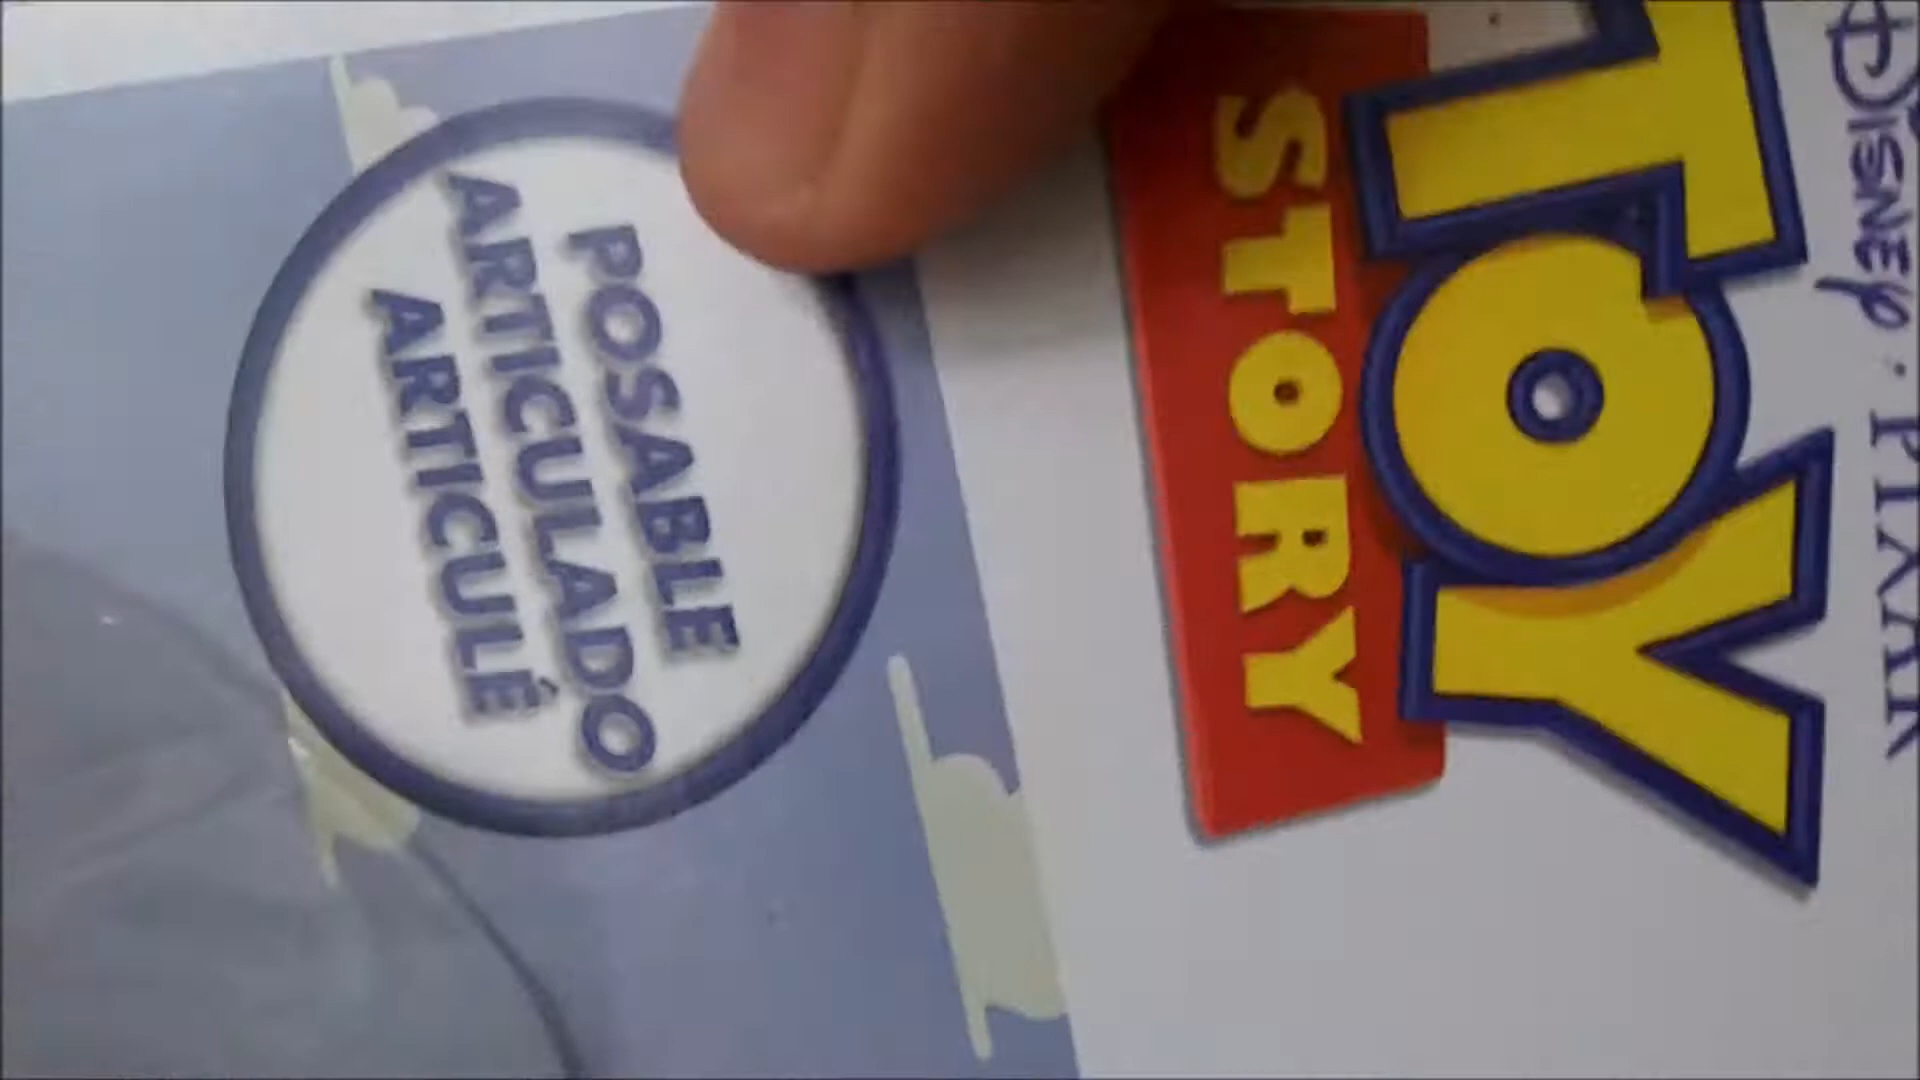 DISNEY · PIXAR
TOY
STORY
POSABLE
ARTICULADO
ARTICULÉ